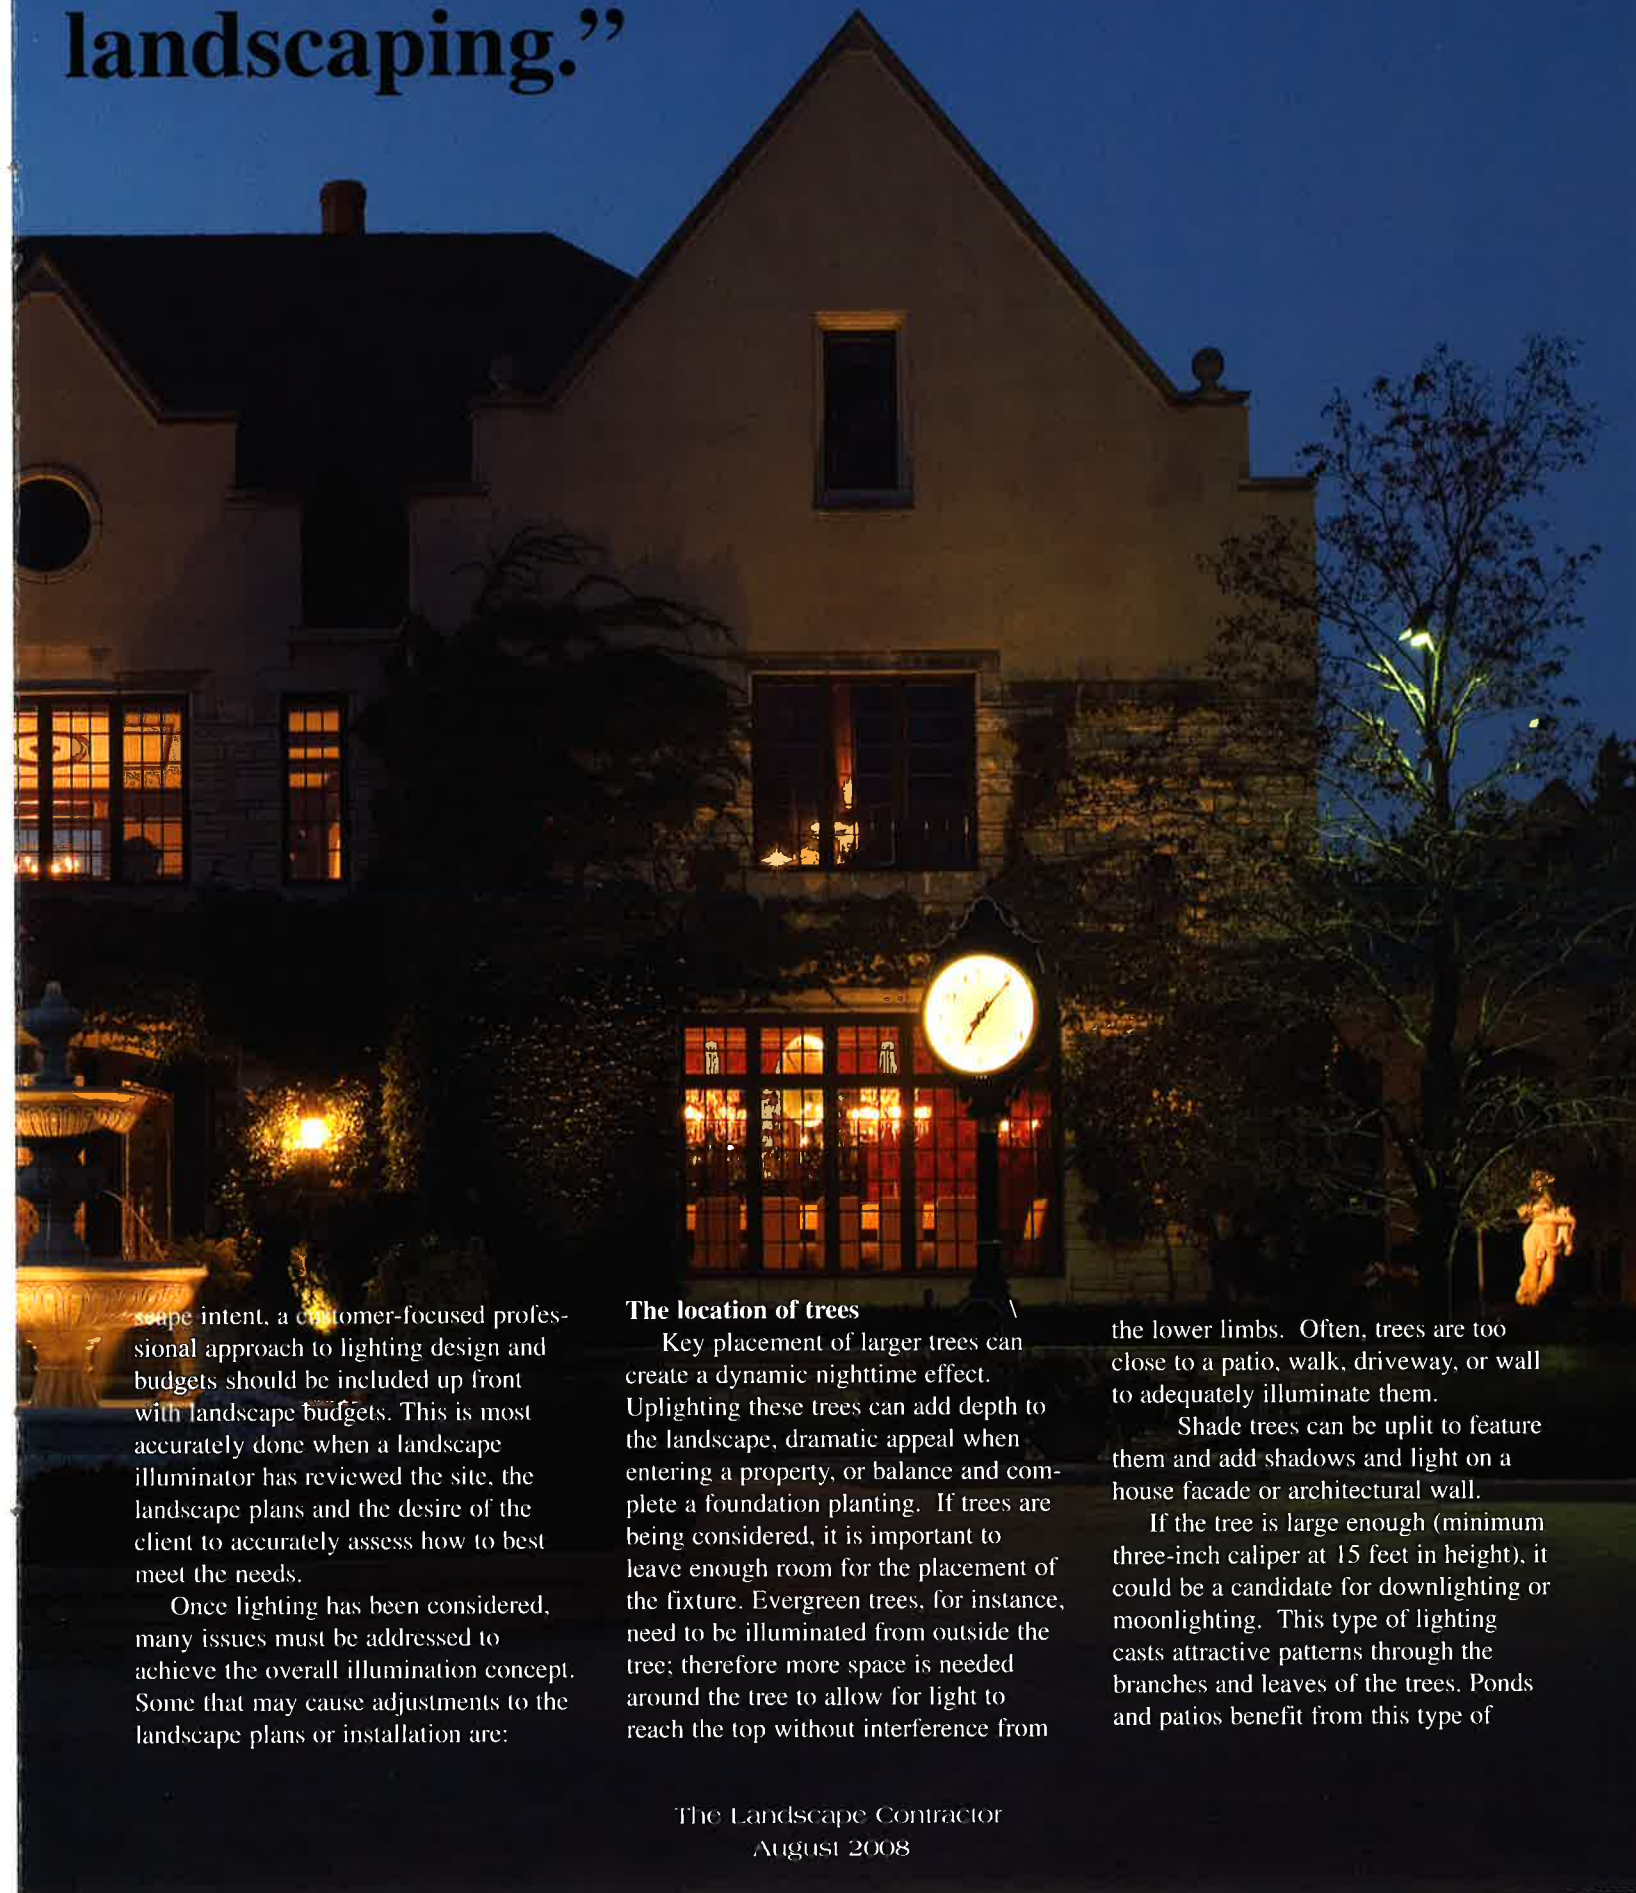 landscaping.”
scape intent, a customer-focused profes-
sional approach to lighting design and
budgets should be included up front
with landscape budgets. This is most
accurately done when a landscape
illuminator has reviewed the site, the
landscape plans and the desire of the
client to accurately assess how to best
meet the needs.
Once lighting has been considered,
many issues must be addressed to
achieve the overall illumination concept.
Some that may cause adjustments to the
landscape plans or installation are:
The location of trees \
Key placement of larger trees can
create a dynamic nighttime effect.
Uplighting these trees can add depth to
the landscape, dramatic appeal when
entering a property, or balance and com-
plete a foundation planting. If trees are
being considered, it is important to
leave enough room for the placement of
the fixture. Evergreen trees, for instance,
need to be illuminated from outside the
tree; therefore more space is needed
around the tree to allow for light to
reach the top without interference from
the lower limbs. Often, trees are too
close to a patio, walk, driveway, or wall
to adequately illuminate them.
Shade trees can be uplit to feature
them and add shadows and light on a
house facade or architectural wall.
If the tree is large enough (minimum
three-inch caliper at 15 feet in height), it
could be a candidate for downlighting or
moonlighting. This type of lighting
casts attractive patterns through the
branches and leaves of the trees. Ponds
and patios benefit from this type of
The Landscape Contractor
August 2008